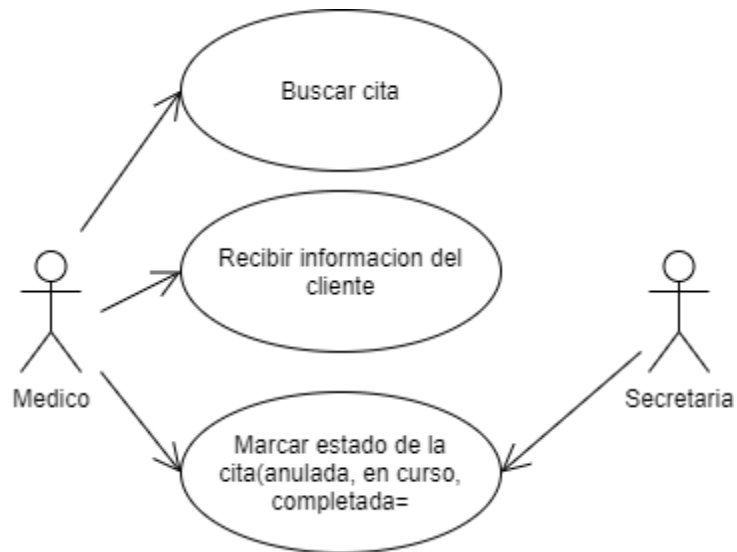 Buscar cita
Recibir informacion del
cliente
Medico
Secretaria
Marcar estado de la
cita(anulada, en curso,
completada=